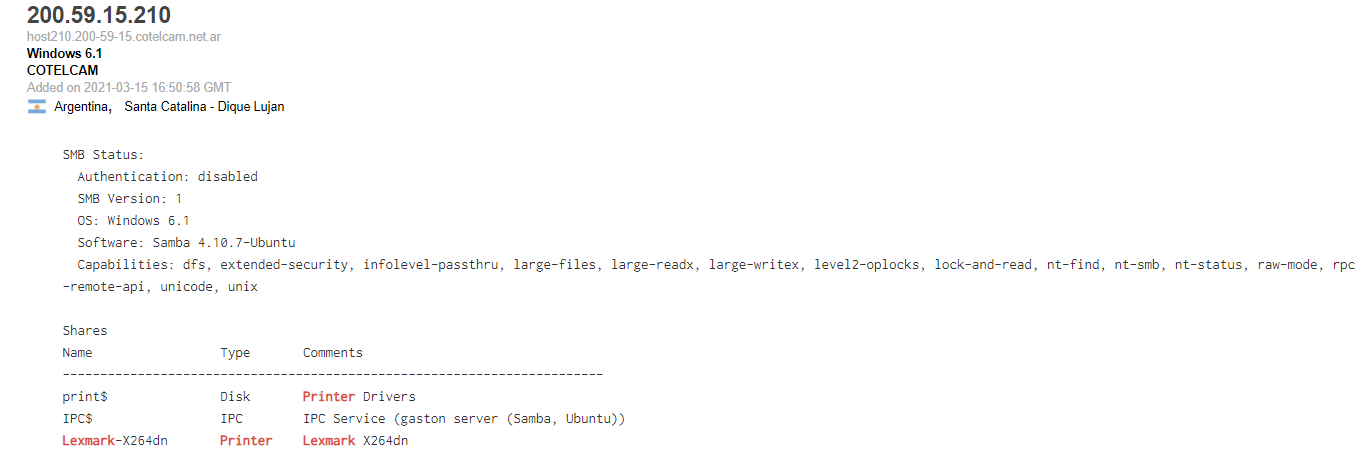 200.59.15.210
host210.200-59-15.cotelcam.net.ar
Windows 6.1
COTELCAM
Added on 2021-03-15 16:50:58 GMT
Argentina, Santa Catalina - Dique Lujan
SMB Status:
Authentication: disabled
SMB Version: 1
OS: Windows 6.1
Software: Samba 4.10.7-Ubuntu
Capabilities: dfs, extended-security, infolevel-passthru, large-files, large-readx, large-writex, level2-oplocks, lock-and-read, nt-find, nt-smb, nt-status, raw-mode, rpc
-remote-api, unicode, unix
Shares
Name Type Comments
------------------------------------------------------------------------
print$ Disk Printer Drivers
IPC$ IPC IPC Service (gaston server (Samba, Ubuntu))
Lexmark-X264dn Printer Lexmark X264dn